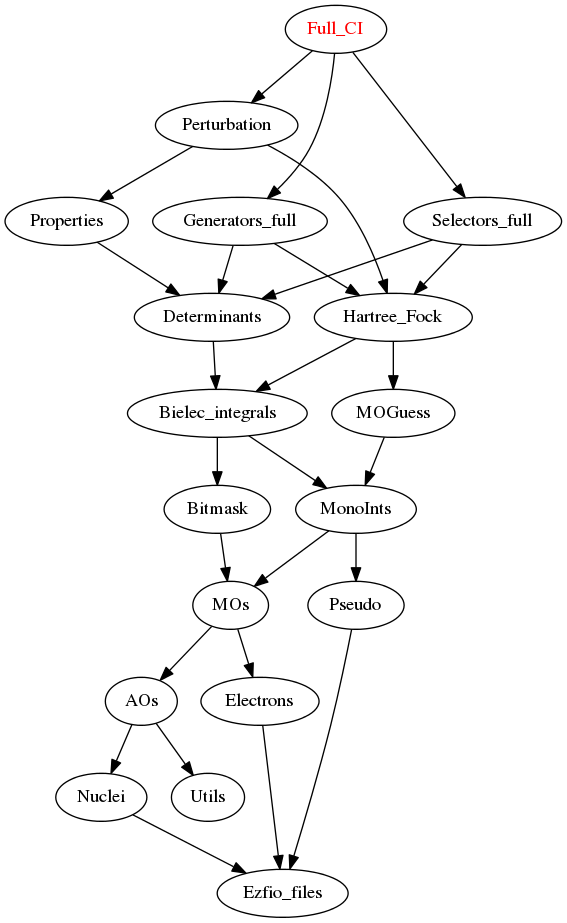 Full_CI
Perturbation
Properties
Generators_full
Selectors_full
Determinants
Hartree_Fock
Bielec_integrals
MOGuess
Bitmask
MonoInts
MOs
Pseudo
AOs
Electrons
Nuclei
Utils
Ezfio_files